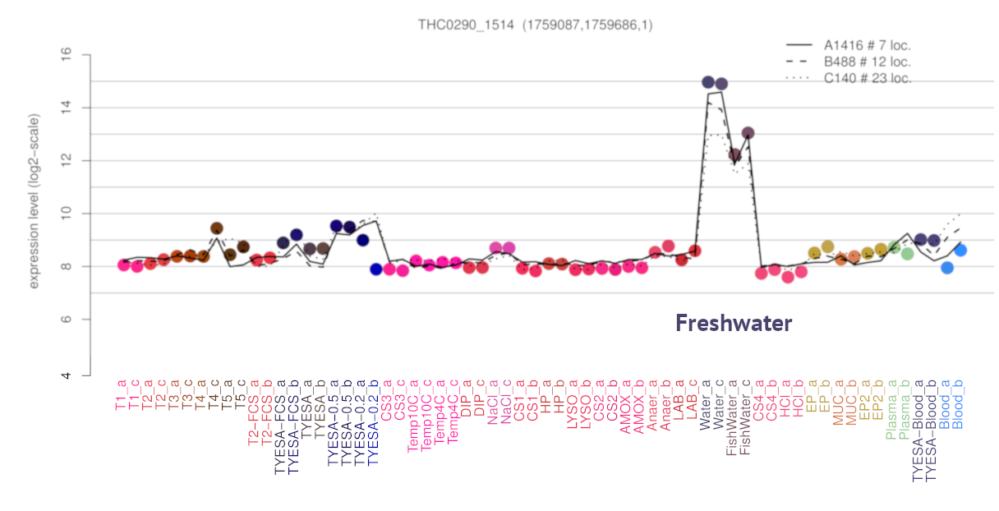 THC0290_1514 (1759087,1759686,1)
A1416 # 7 loc.
B488 # 12 loc.
C140 # 23 loc.
expression level (log2−scale)
16
14
12
10
8
6
4
Freshwater
T1_a
T1_c
T2_a
T2_c
T3_a
T3_c
T4_a
T4_c
T5_a
T5_c
T2−FCS_a
T2−FCS_b
TYESA−FCS_a
TYESA−FCS_b
TYESA_a
TYESA_b
TYESA−0.5_a
TYESA−0.5_b
TYESA−0.2_a
TYESA−0.2_b
CS3_a
CS3_c
Temp10C_a
Temp10C_c
Temp4C_a
Temp4C_c
DIP_a
DIP_c
NaCl_a
NaCl_c
CS1_a
CS1_b
HP_a
HP_b
LYSO_a
LYSO_b
CS2_a
CS2_b
AMOX_a
AMOX_b
Anaer_a
Anaer_b
LAB_a
LAB_c
Water_a
Water_c
FishWater_a
FishWater_c
CS4_a
CS4_b
HCl_a
HCl_b
EP_a
EP_b
MUC_a
MUC_b
EP2_a
EP2_b
Plasma_a
Plasma_b
TYESA−Blood_a
TYESA−Blood_b
Blood_a
Blood_b